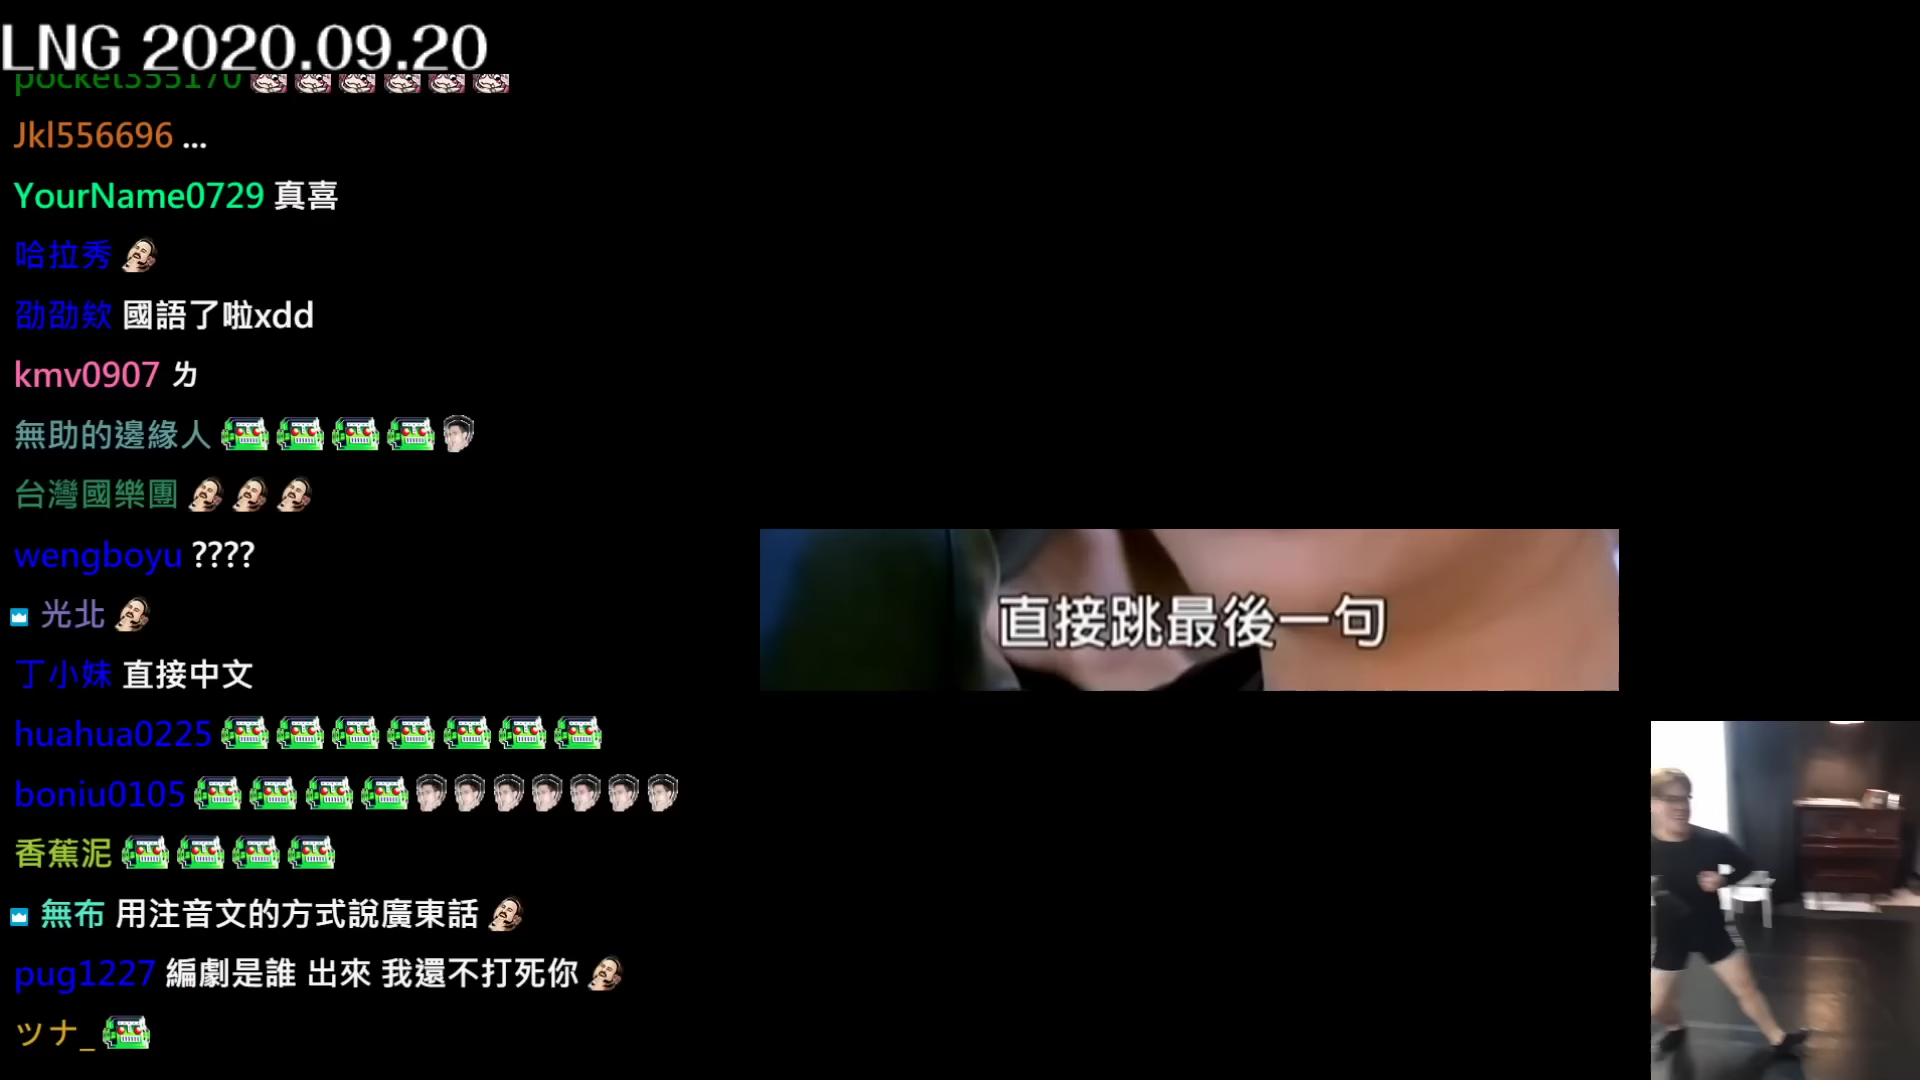 LNG 2020.09.20
pocket335170
Jkl556696 ...
YourName0729 真喜
哈拉秀
劭劭欸 國語了啦xdd
kmv0907 ㄌ
無助的邊緣人
台灣國樂團
wengboyu ????
光北
丁小妹 直接中文
huahua0225
boniu0105
香蕉泥
無布 用注音文的方式說廣東話
pug1227 編劇是誰 出來 我還不打死你
ツナ_
直接跳最後一句